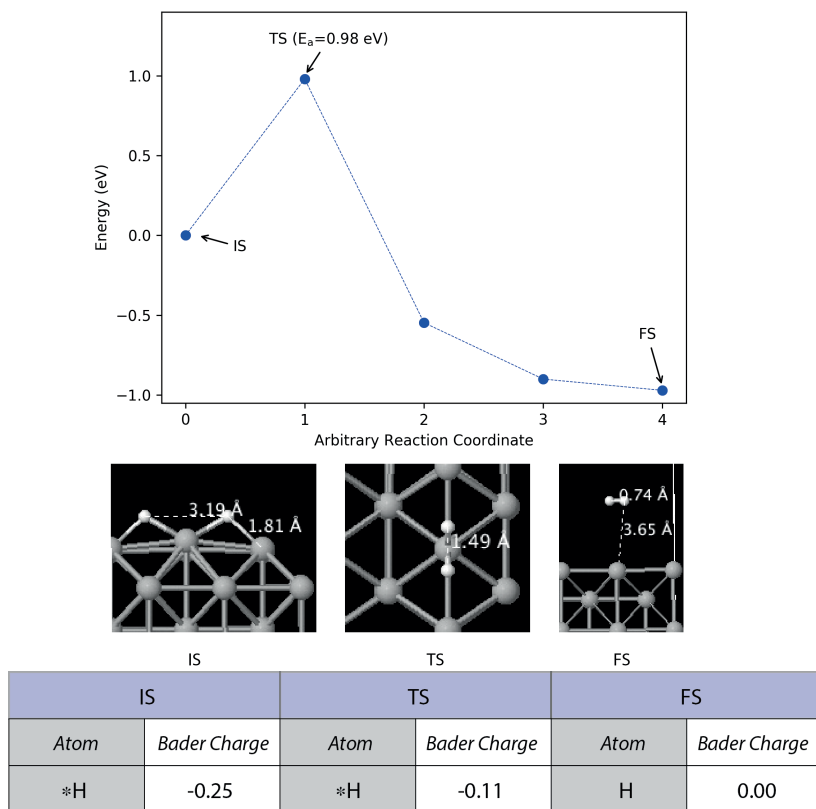 TS (Eₐ=0.98 eV)
1.0
0.5
Energy (eV)
0.0
IS
−0.5
FS
−1.0
0 1 2 3 4
Arbitrary Reaction Coordinate
3.19 Å
1.81 Å
1.49 Å
0.74 Å
3.65 Å
IS TS FS
IS TS FS
Atom Bader Charge Atom Bader Charge Atom Bader Charge
*H -0.25 *H -0.11 H 0.00